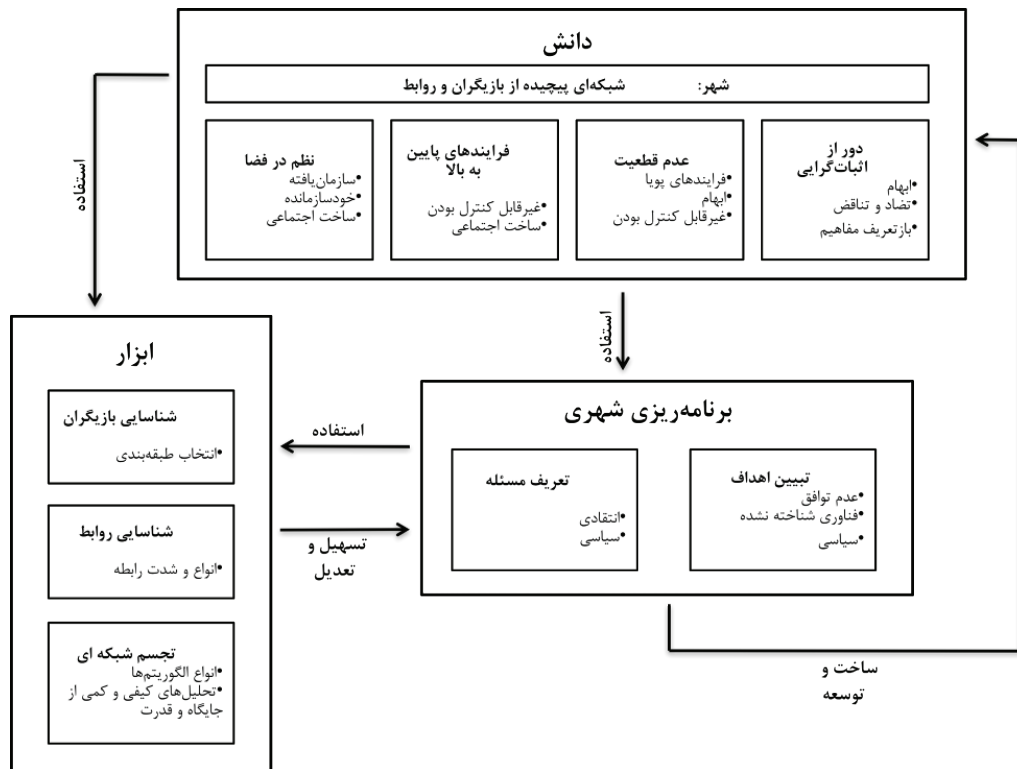 دانش
شهر: شبکه‌ای پیچیده از بازیگران و روابط
دور از
اثبات‌گرایی
•ابهام
•تضاد و تناقض
•بازتعریف مفاهیم
عدم قطعیت
•فرایندهای پویا
•ابهام
•غیرقابل کنترل بودن
فرایندهای پایین
به بالا
•غیرقابل کنترل بودن
•ساخت اجتماعی
نظم در فضا
•سازمان‌یافته
•خودسازمانده
•ساخت اجتماعی
استفاده
استفاده
برنامه‌ریزی شهری
تبیین اهداف
•عدم توافق
•فناوری شناخته نشده
•سیاسی
تعریف مسئله
•انتقادی
•سیاسی
استفاده
تسهیل و
تعدیل
ساخت و
توسعه
ابزار
شناسایی بازیگران
•انتخاب طبقه‌بندی
شناسایی روابط
•انواع و شدت رابطه
تجسم شبکه ای
•انواع الگوریتم‌ها
•تحلیل‌های کیفی و کمی از
جایگاه و قدرت